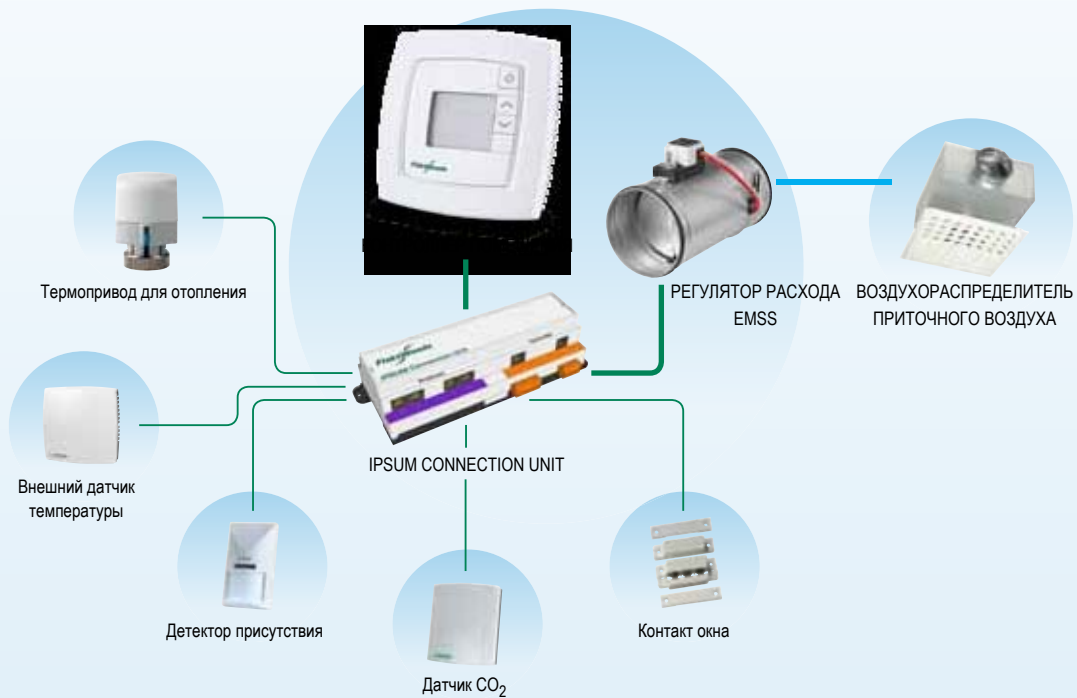 Термопривод для отопления
РЕГУЛЯТОР РАСХОДА
EMSS
ВОЗДУХОРАСПРЕДЕЛИТЕЛЬ
ПРИТОЧНОГО ВОЗДУХА
IPSUM CONNECTION UNIT
Внешний датчик
температуры
Детектор присутствия
Датчик CO₂
Контакт окна